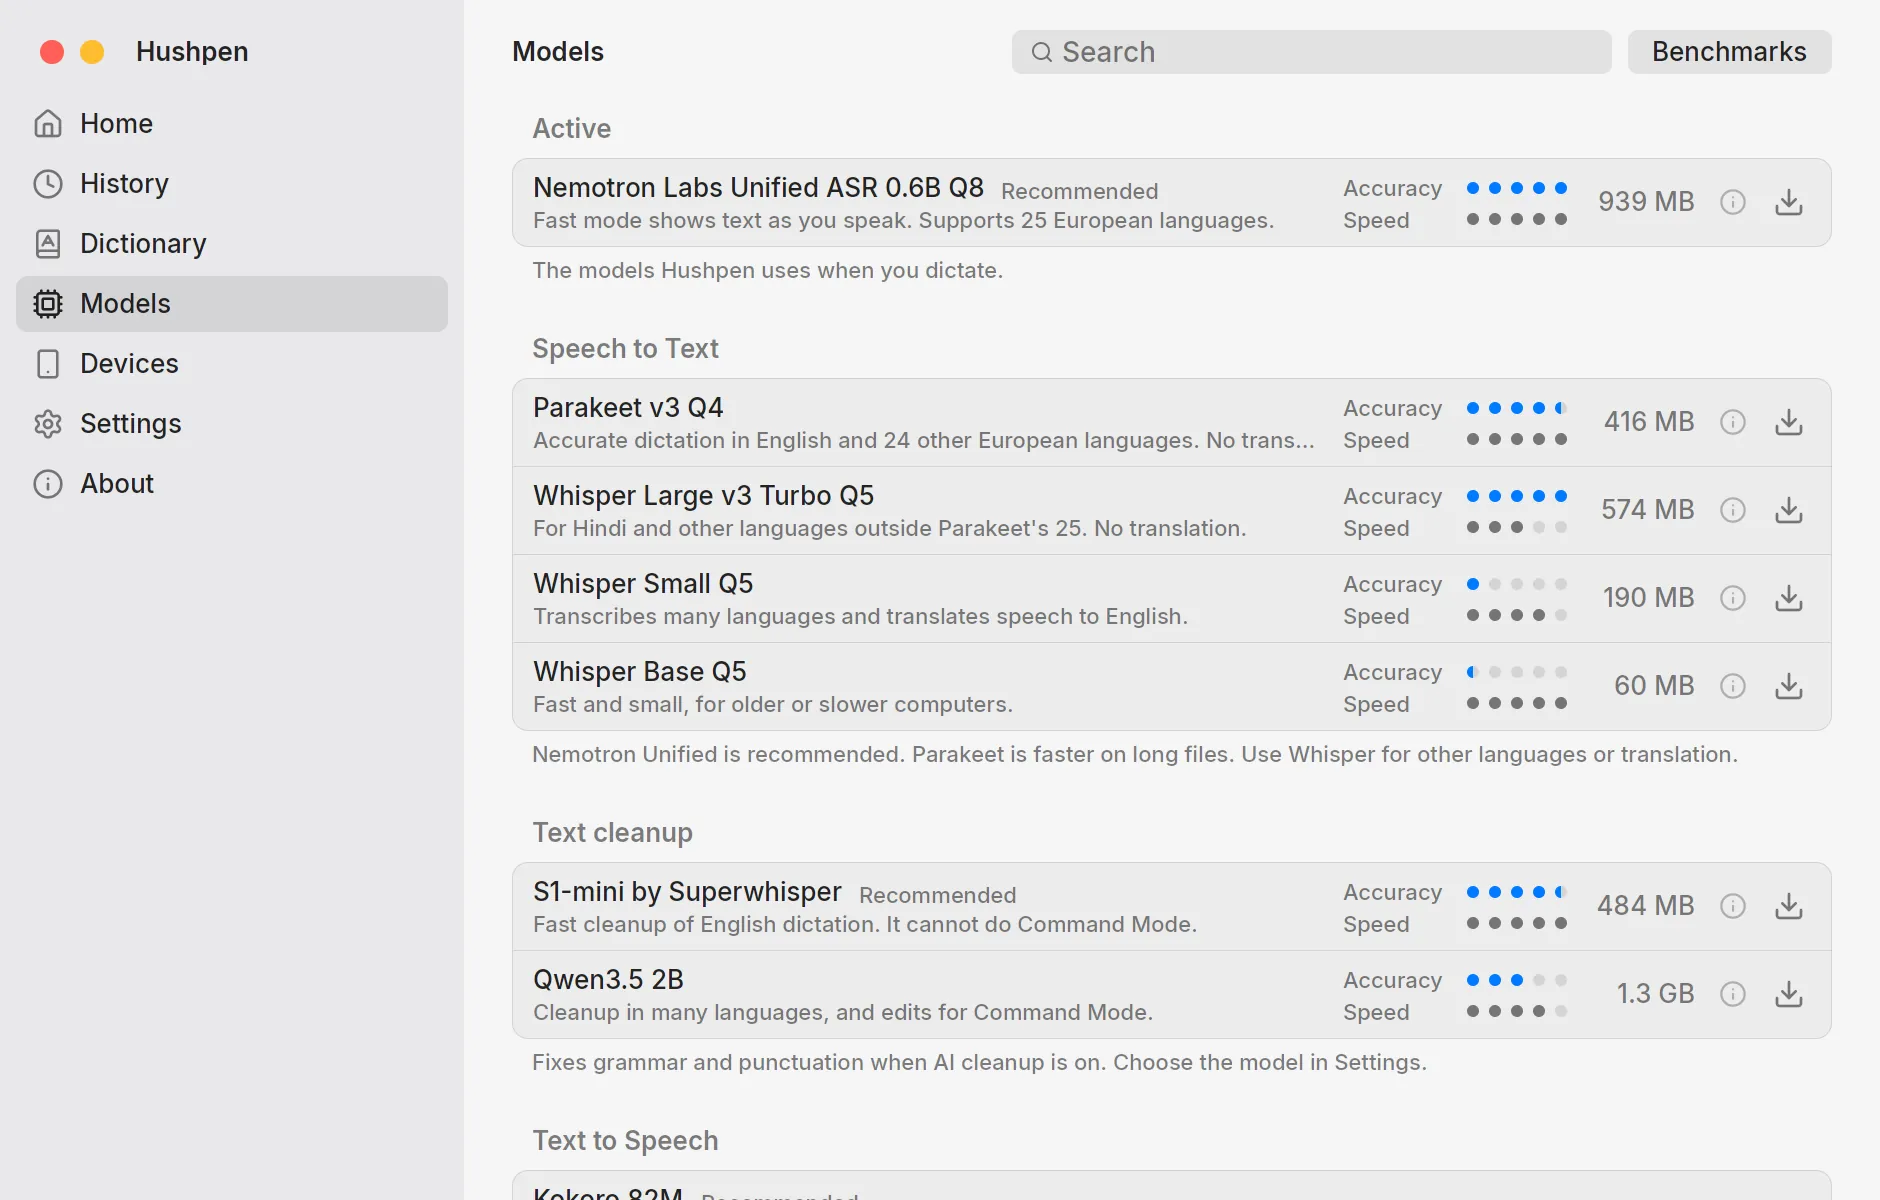 Hushpen
Home
History
Dictionary
Models
Devices
Settings
About
Models
Search
Benchmarks
Active
Nemotron Labs Unified ASR 0.6B Q8 Recommended
Fast mode shows text as you speak. Supports 25 European languages.
Accuracy
Speed
939 MB
The models Hushpen uses when you dictate.
Speech to Text
Parakeet v3 Q4
Accurate dictation in English and 24 other European languages. No trans...
Accuracy
Speed
416 MB
Whisper Large v3 Turbo Q5
For Hindi and other languages outside Parakeet's 25. No translation.
Accuracy
Speed
574 MB
Whisper Small Q5
Transcribes many languages and translates speech to English.
Accuracy
Speed
190 MB
Whisper Base Q5
Fast and small, for older or slower computers.
Accuracy
Speed
60 MB
Nemotron Unified is recommended. Parakeet is faster on long files. Use Whisper for other languages or translation.
Text cleanup
S1-mini by Superwhisper Recommended
Fast cleanup of English dictation. It cannot do Command Mode.
Accuracy
Speed
484 MB
Qwen3.5 2B
Cleanup in many languages, and edits for Command Mode.
Accuracy
Speed
1.3 GB
Fixes grammar and punctuation when AI cleanup is on. Choose the model in Settings.
Text to Speech
Kokoro 82M Recommended